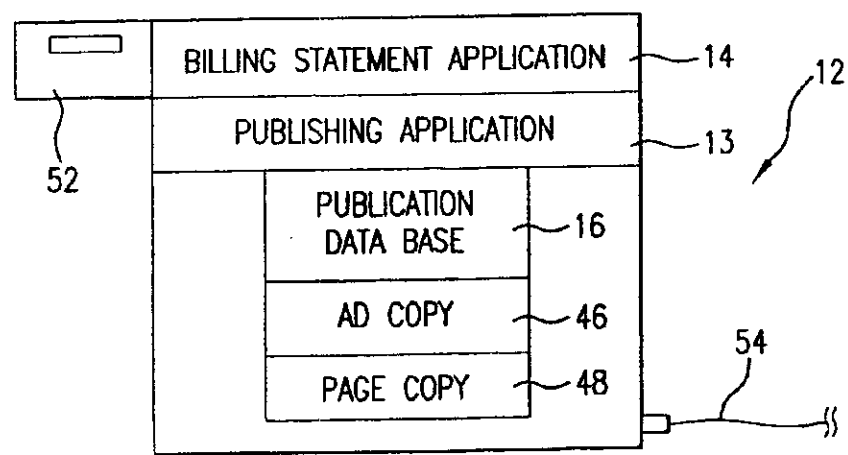 BILLING STATEMENT APPLICATION
14
12
PUBLISHING APPLICATION
13
52
PUBLICATION
DATA BASE
16
AD COPY
46
54
PAGE COPY
48